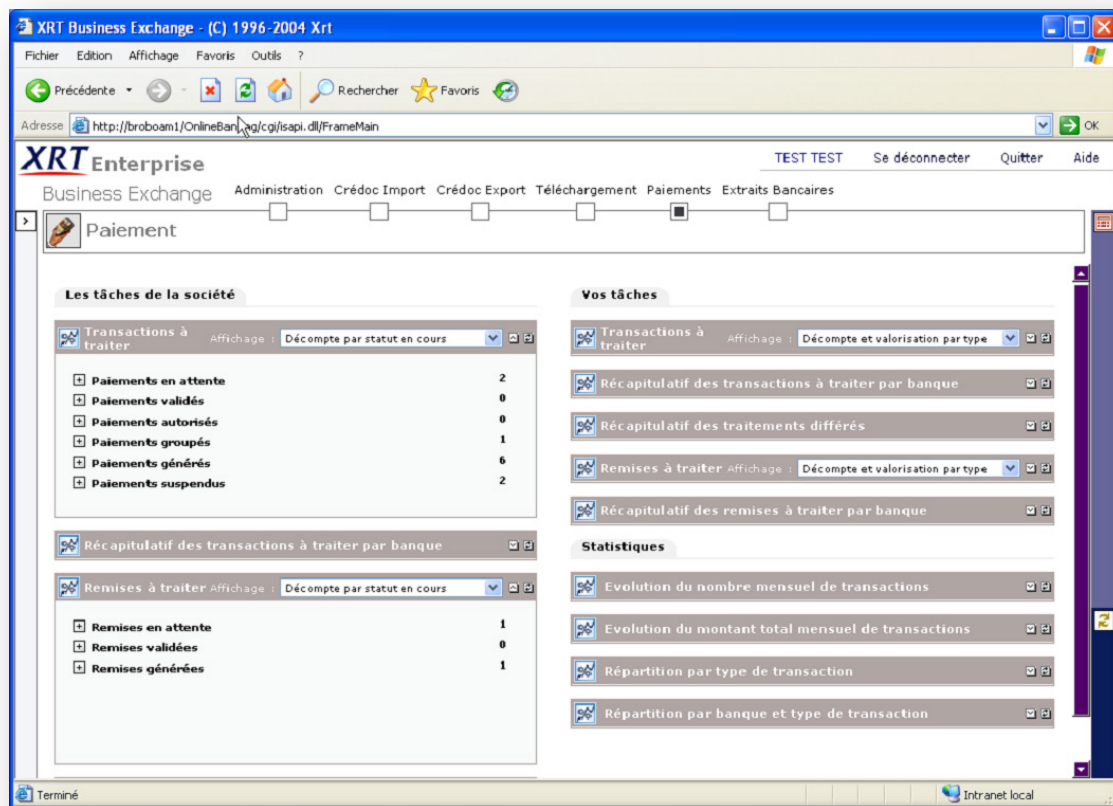 XRT Business Exchange - (C) 1996-2004 Xrt
Fichier Edition Affichage Favoris Outils ?
Précédente Rechercher Favoris
Adresse http://broboam1/OnlineBan ag/cgi/isapi.dll/FrameMain OK
XRT Enterprise
Business Exchange
TEST TEST Se déconnecter Quitter Aide
Administration Crédoc Import Crédoc Export Téléchargement Paiements Extraits Bancaires
Paiement
Les tâches de la société
Transactions à traiter Affichage : Décompte par statut en cours
Paiements en attente 2
Paiements validés 0
Paiements autorisés 0
Paiements groupés 1
Paiements générés 6
Paiements suspendus 2
Récapitulatif des transactions à traiter par banque
Remises à traiter Affichage : Décompte par statut en cours
Remises en attente 1
Remises validées 0
Remises générées 1
Vos tâches
Transactions à traiter Affichage : Décompte et valorisation par type
Récapitulatif des transactions à traiter par banque
Récapitulatif des traitements différés
Remises à traiter Affichage : Décompte et valorisation par type
Récapitulatif des remises à traiter par banque
Statistiques
Evolution du nombre mensuel de transactions
Evolution du montant total mensuel de transactions
Répartition par type de transaction
Répartition par banque et type de transaction
Terminé
Intranet local